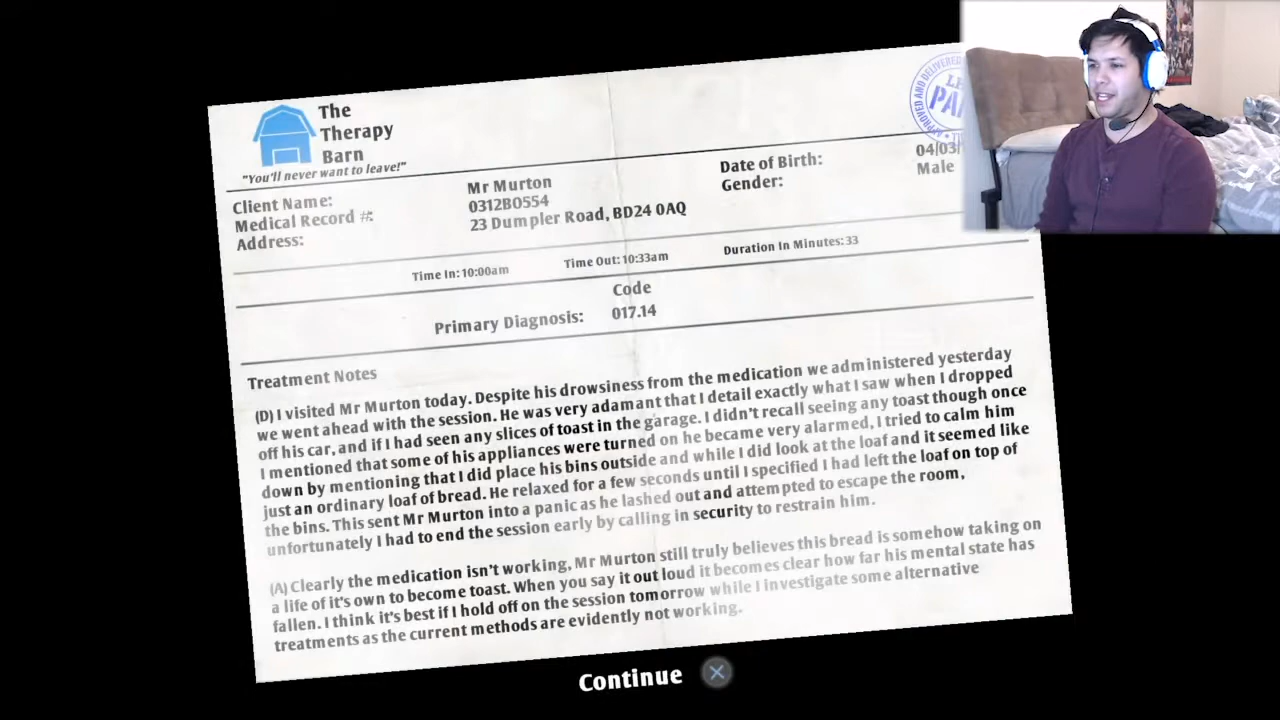 The
Therapy
Barn
"You'll never want to leave!"
APPROVED AND DELIVERED
Client Name: Mr Murton
Medical Record #: 0312B0554
Address: 23 Dumpler Road, BD24 0AQ
Date of Birth: 04/03/
Gender: Male
Time In: 10:00am Time Out: 10:33am Duration In Minutes: 33
Code
Primary Diagnosis: 017.14
Treatment Notes
(D) I visited Mr Murton today. Despite his drowsiness from the medication we administered yesterday
we went ahead with the session. He was very adamant that I detail exactly what I saw when I dropped
off his car, and if I had seen any slices of toast in the garage. I didn't recall seeing any toast though once
I mentioned that some of his appliances were turned on he became very alarmed, I tried to calm him
down by mentioning that I did place his bins outside and while I did look at the loaf and it seemed like
just an ordinary loaf of bread. He relaxed for a few seconds until I specified I had left the loaf on top of
the bins. This sent Mr Murton into a panic as he lashed out and attempted to escape the room,
unfortunately I had to end the session early by calling in security to restrain him.
(A) Clearly the medication isn't working, Mr Murton still truly believes this bread is somehow taking on
a life of it's own to become toast. When you say it out loud it becomes clear how far his mental state has
fallen. I think it's best if I hold off on the session tomorrow while I investigate some alternative
treatments as the current methods are evidently not working.
Continue